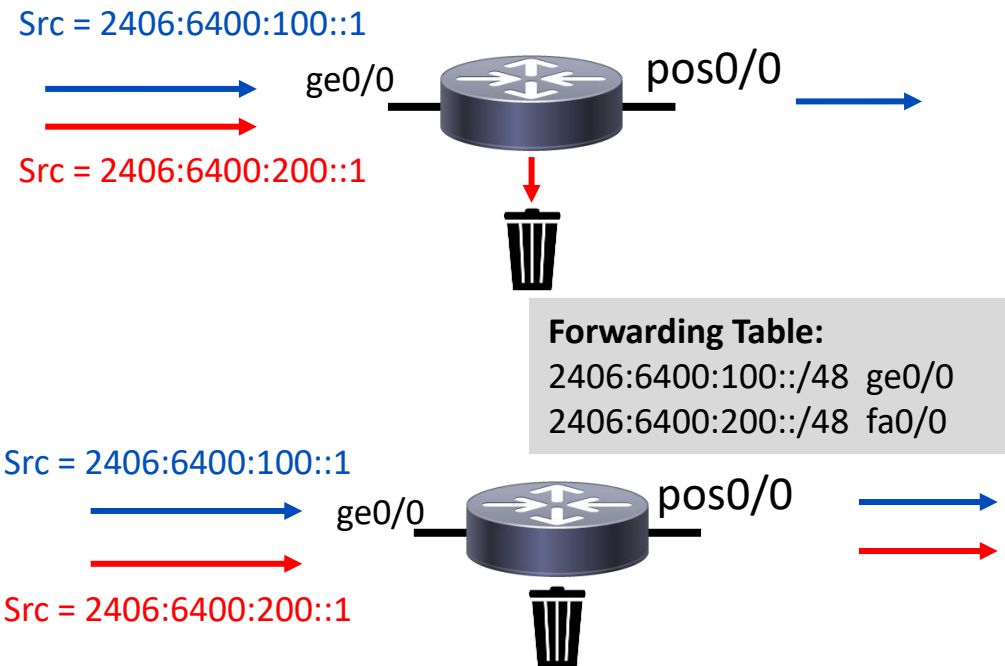 Src = 2406:6400:100::1
ge0/0
pos0/0
Src = 2406:6400:200::1
Forwarding Table:
2406:6400:100::/48 ge0/0
2406:6400:200::/48 fa0/0
Src = 2406:6400:100::1
ge0/0
pos0/0
Src = 2406:6400:200::1